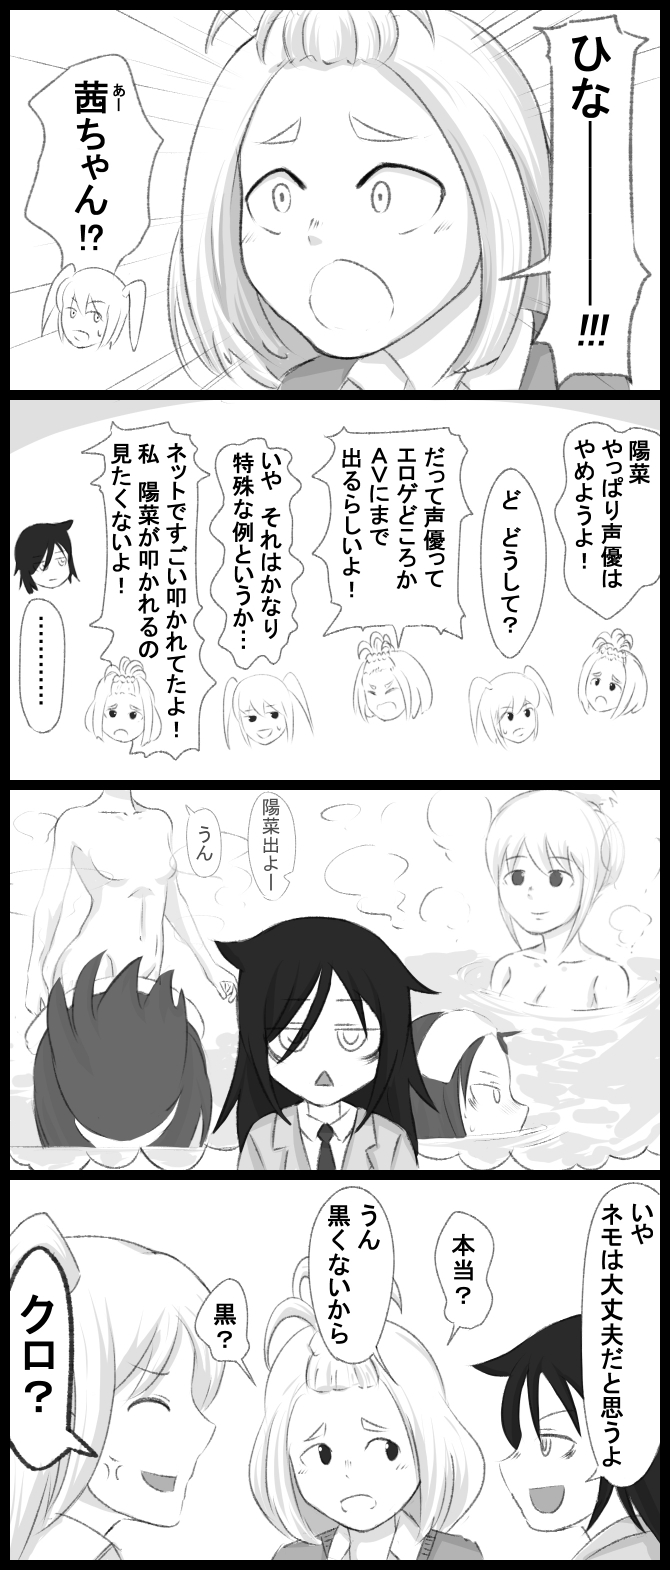 ひな━━━━!!!
茜ちゃん!?
あー
陽菜
やっぱり声優は
やめようよ！
ど　どうして？
だって声優って
エロゲどころか
ＡＶにまで
出るらしいよ！
いや　それはかなり
特殊な例というか…
ネットですごい叩かれてたよ！
私　陽菜が叩かれるの
見たくないよ！
…………
陽菜出よー
うん
いや
ネモは大丈夫だと思うよ
本当？
うん
黒くないから
黒？
クロ？